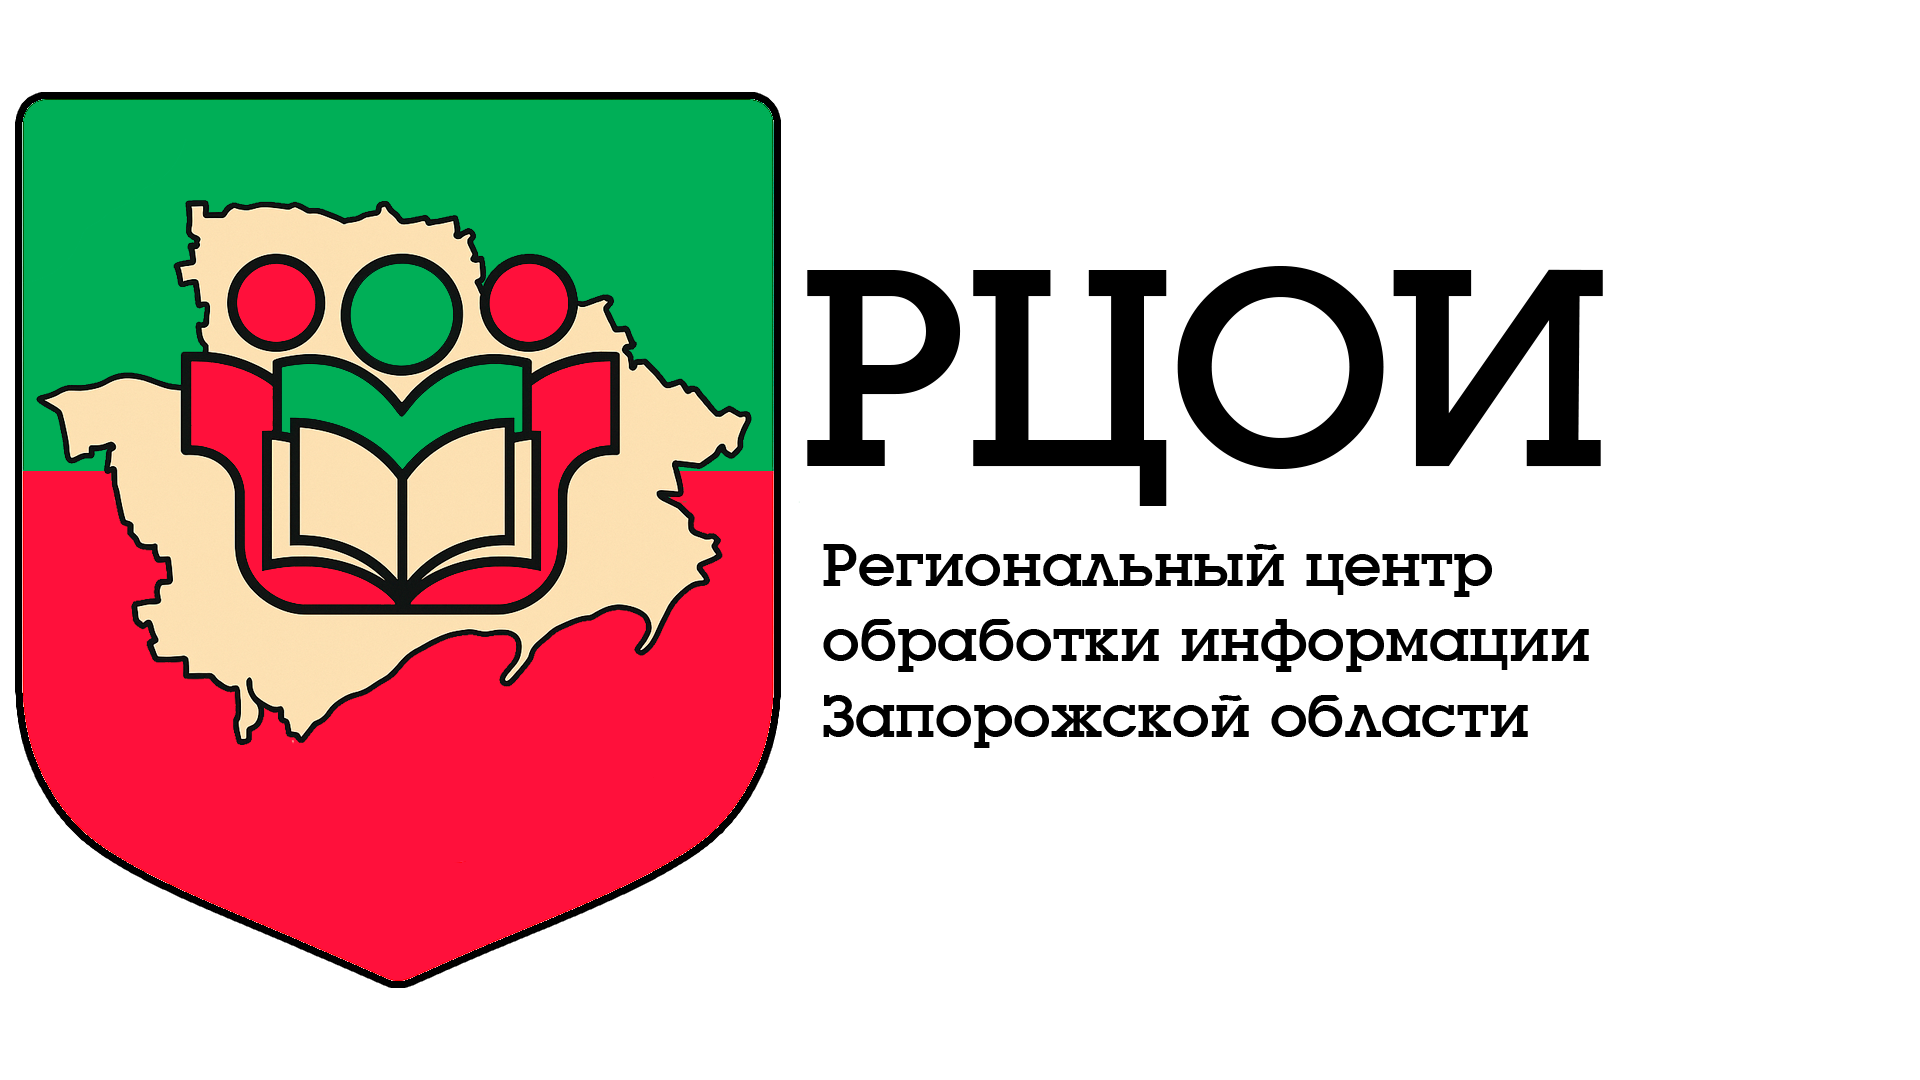 РЦОИ
Региональный центр
обработки информации
Запорожской области